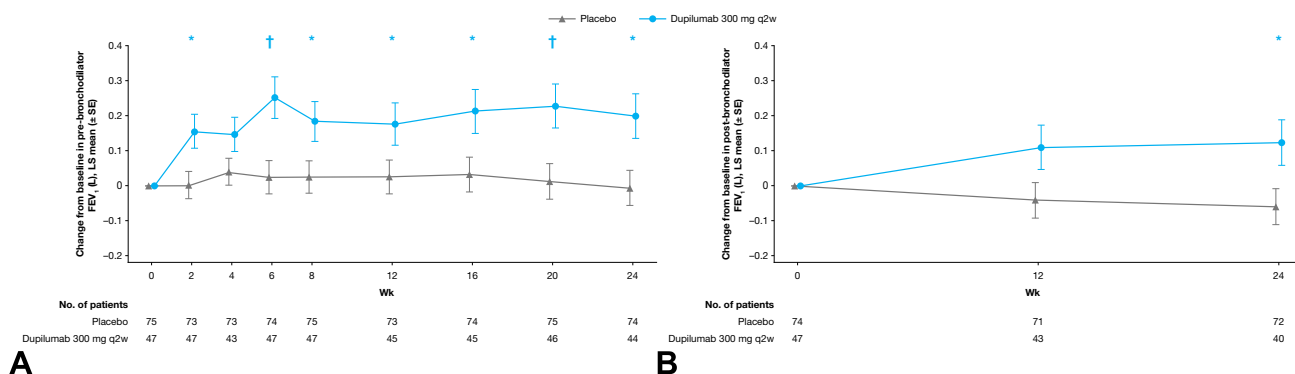 Placebo Dupilumab 300 mg q2w
Change from baseline in pre-bronchodilator
FEV₁ (L), LS mean (± SE)
0.4
0.3
0.2
0.1
0
−0.1
−0.2
* † * * * † *
0 2 4 6 8 12 16 20 24
Wk
No. of patients
Placebo 75 73 73 74 75 73 74 75 74
Dupilumab 300 mg q2w 47 47 43 47 47 45 45 46 44
A
Change from baseline in post-bronchodilator
FEV₁ (L), LS mean (± SE)
0.4
0.3
0.2
0.1
0
−0.1
−0.2
*
0 12 24
Wk
No. of patients
Placebo 74 71 72
Dupilumab 300 mg q2w 47 43 40
B